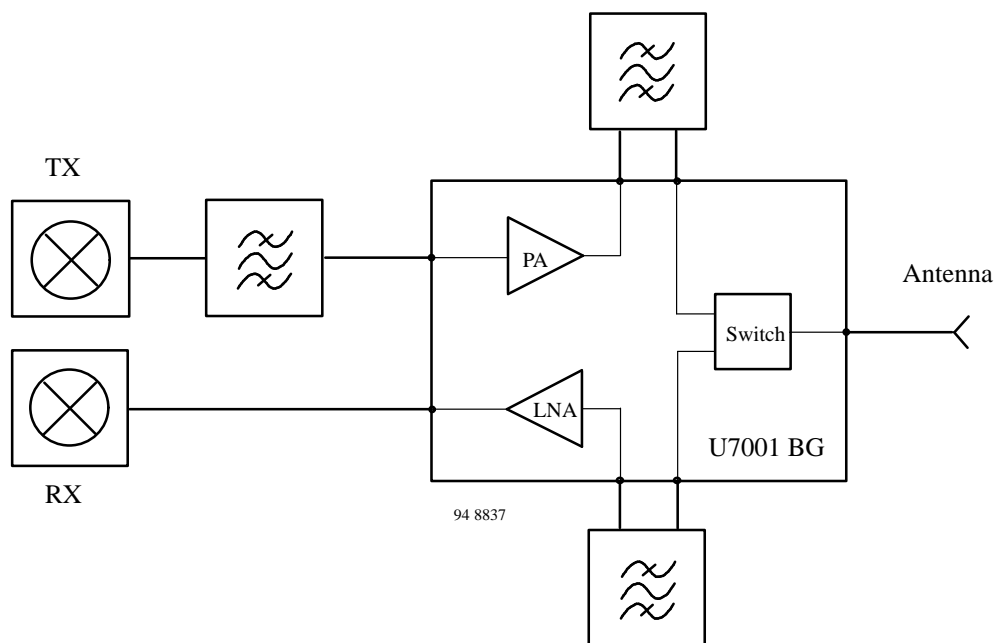 TX
PA
Antenna
Switch
LNA
U7001 BG
RX
94 8837